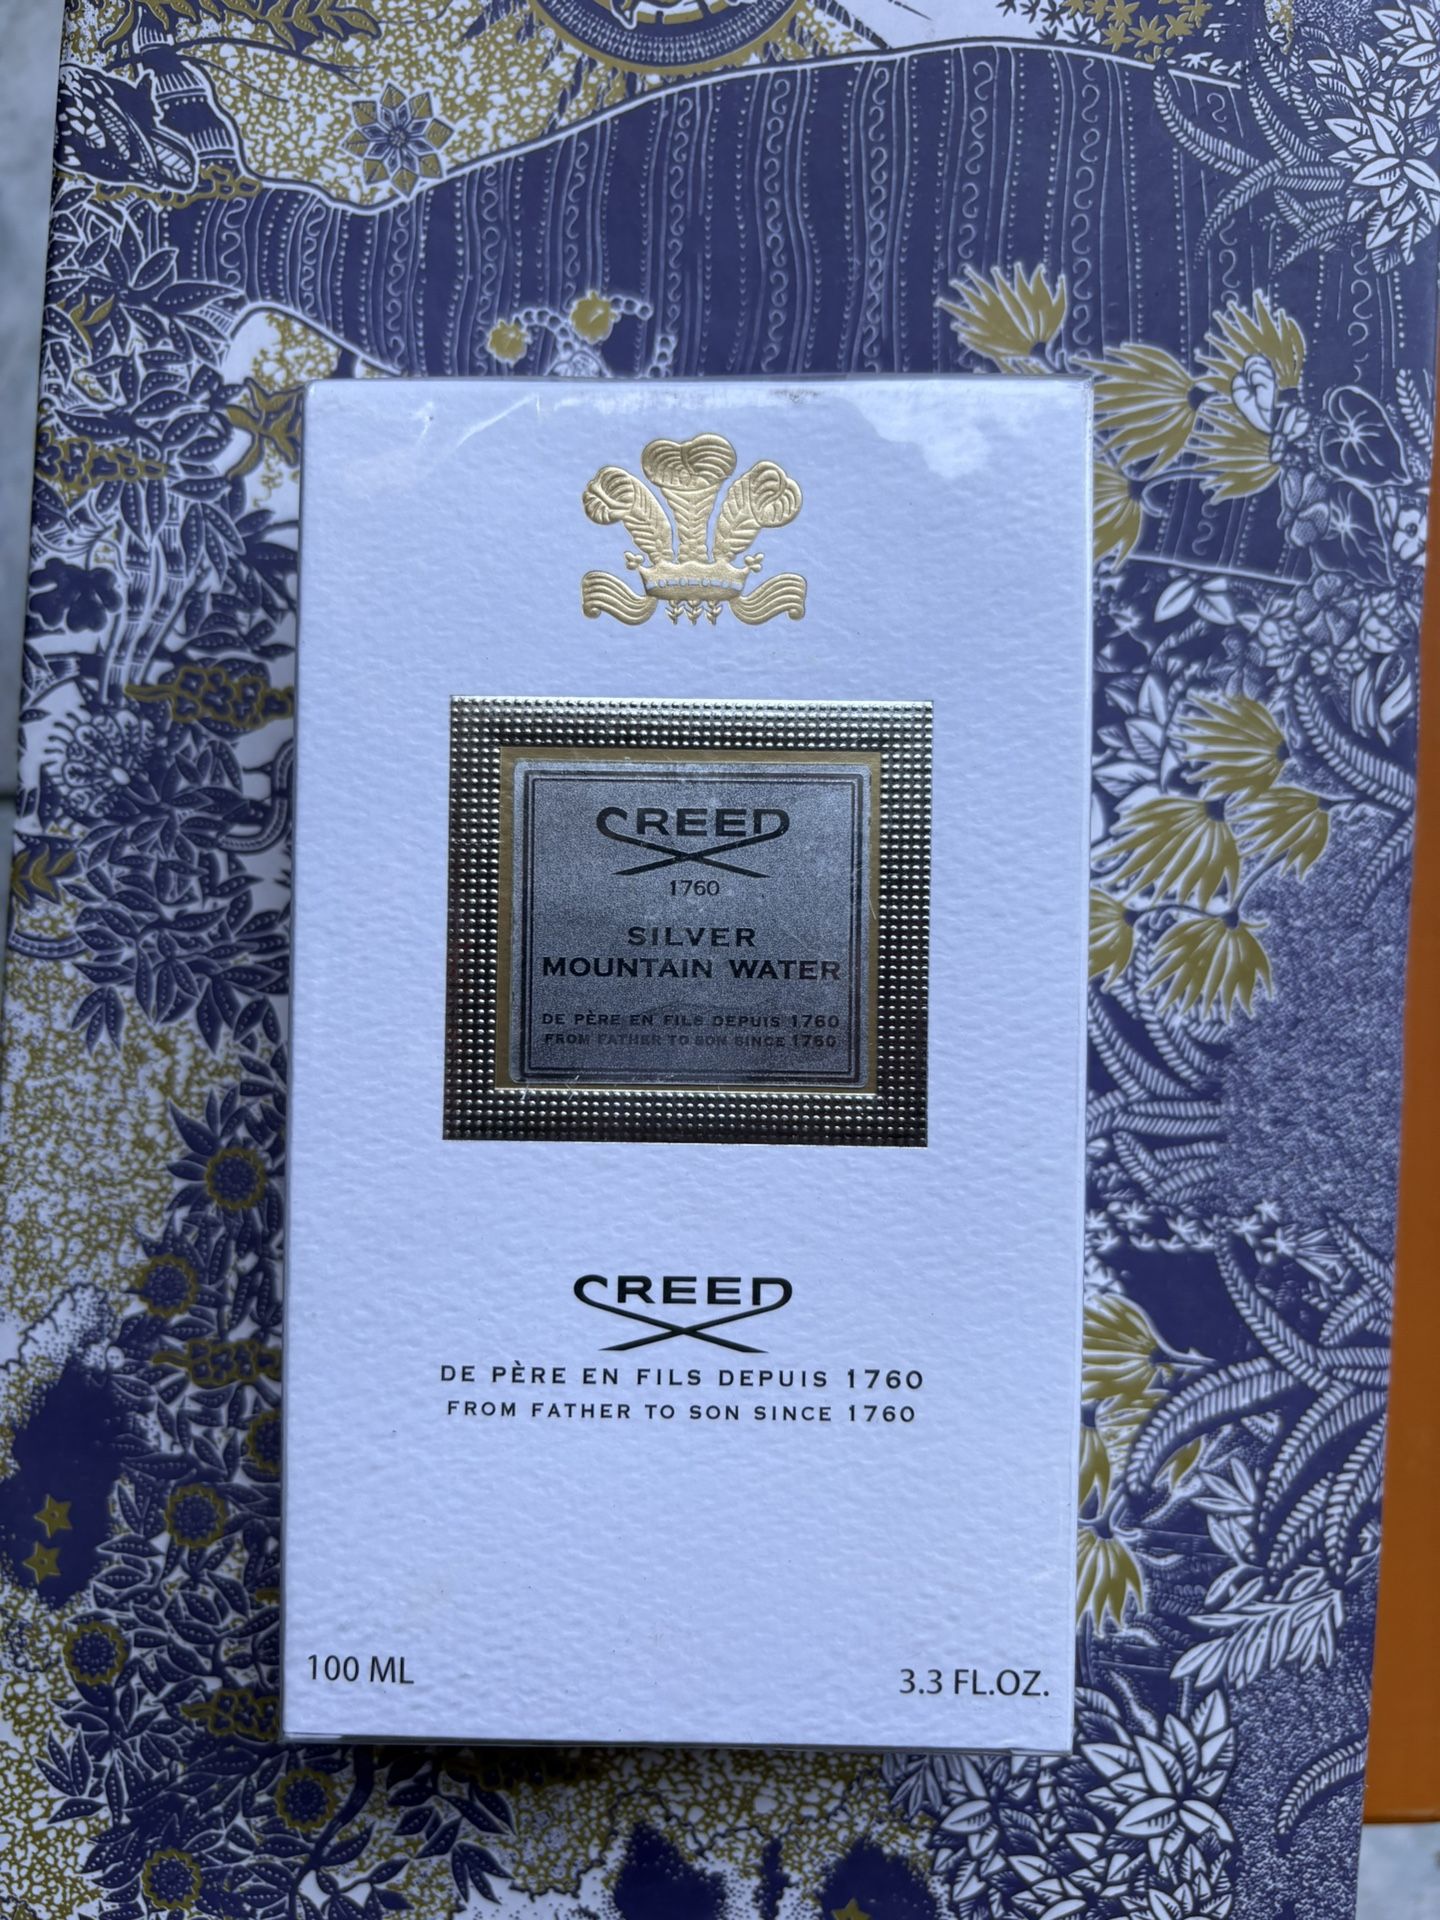 CREED
1760
SILVER
MOUNTAIN WATER
DE PÈRE EN FILS DEPUIS 1760
FROM FATHER TO SON SINCE 1760
CREED
DE PÈRE EN FILS DEPUIS 1760
FROM FATHER TO SON SINCE 1760
100 ML
3.3 FL.OZ.